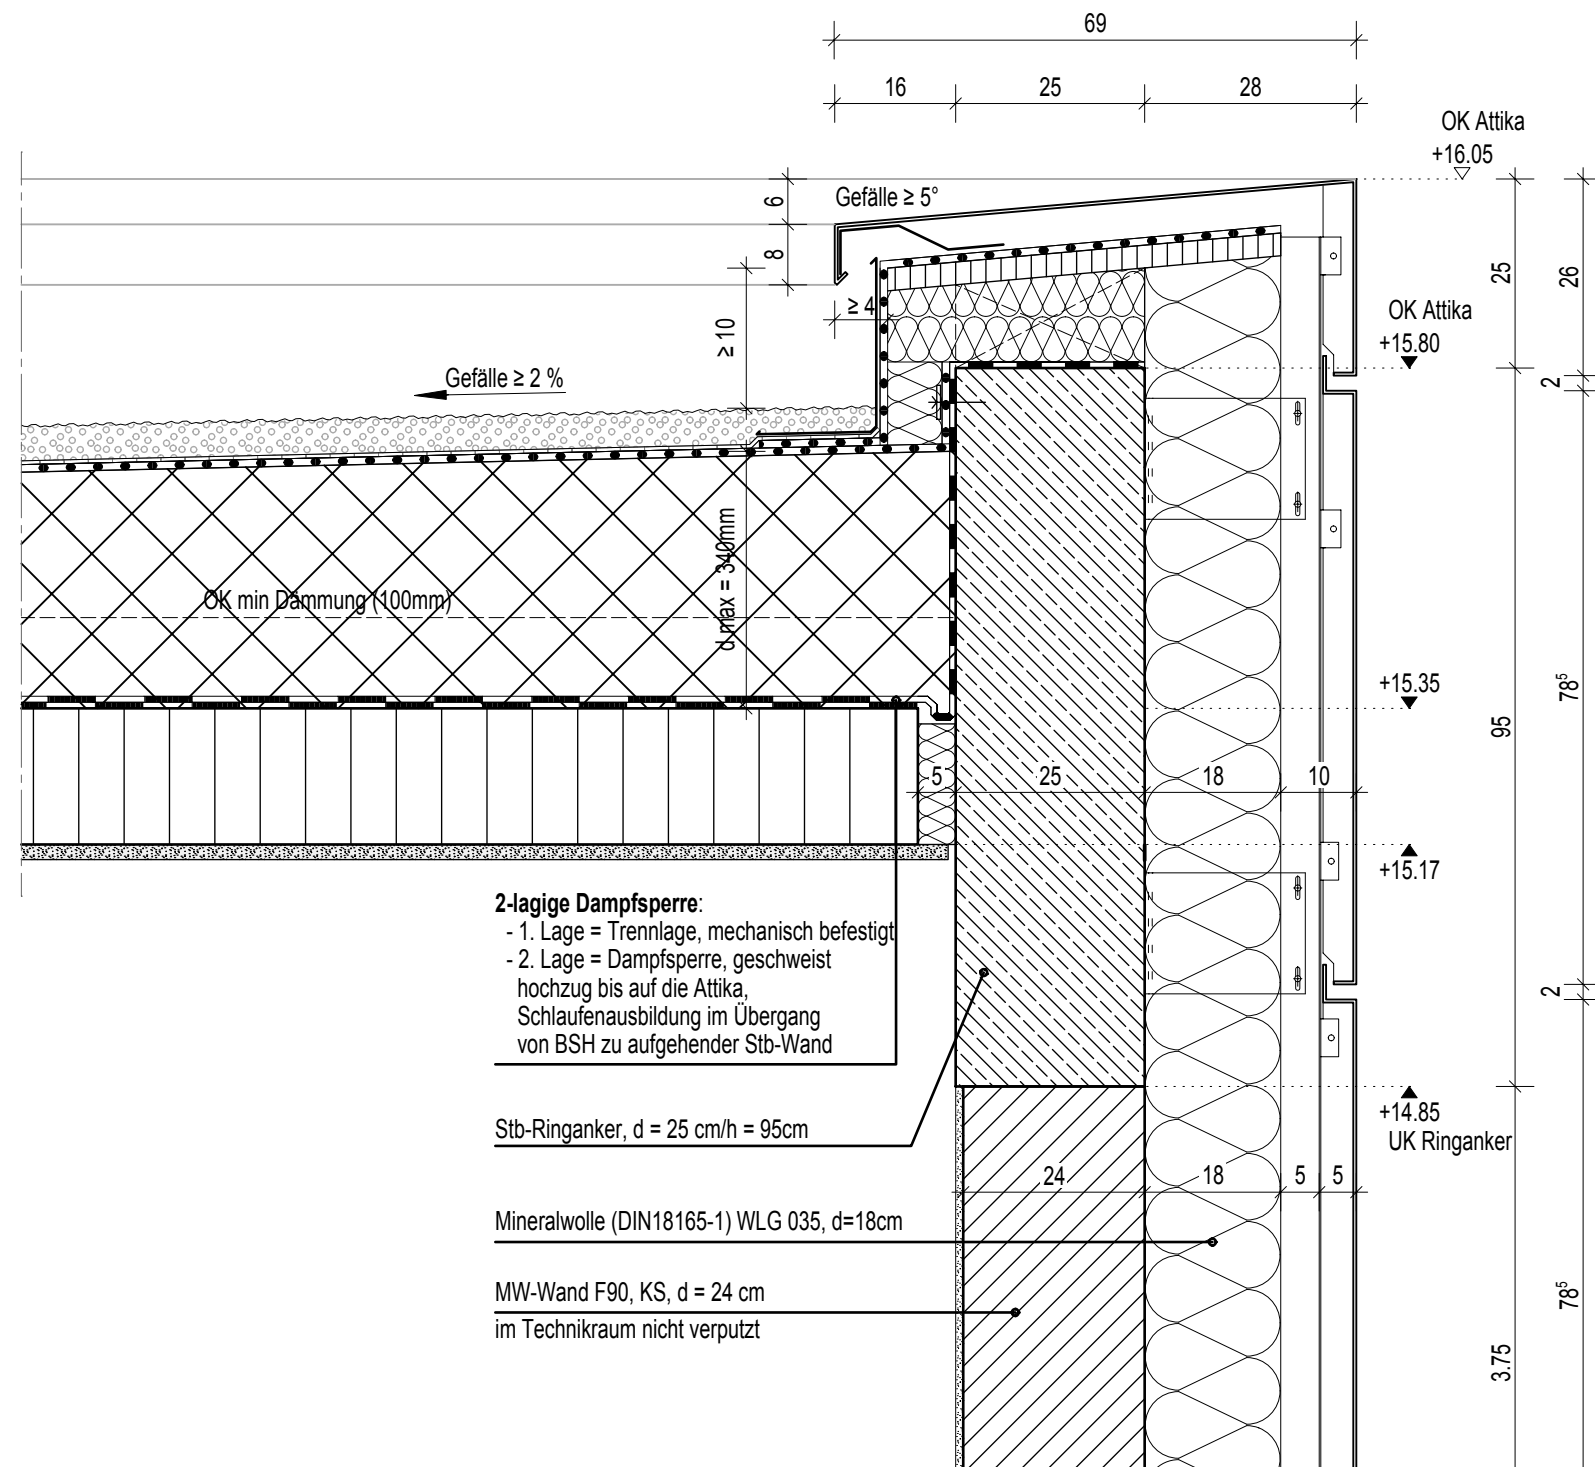 69
16
25
28
OK Attika
+16.05
6
Gefälle ≥ 5°
8
≥ 4
≥ 10
25
26
OK Attika
+15.80
2
Gefälle ≥ 2 %
d max = 340mm
OK min Dämmung (100mm)
+15.35
78⁵
95
5
25
18
10
+15.17
2-lagige Dampfsperre:
- 1. Lage = Trennlage, mechanisch befestigt
- 2. Lage = Dampfsperre, geschweist
hochzug bis auf die Attika,
Schlaufenausbildung im Übergang
von BSH zu aufgehender Stb-Wand
2
+14.85
UK Ringanker
Stb-Ringanker, d = 25 cm/h = 95cm
24
18
5
5
Mineralwolle (DIN18165-1) WLG 035, d=18cm
MW-Wand F90, KS, d = 24 cm
im Technikraum nicht verputzt
78⁵
3.75